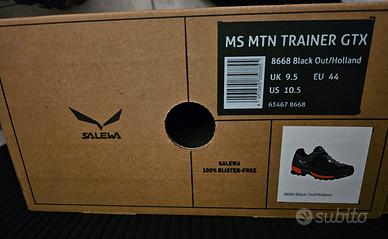 MS MTN TRAINER GTX
8668 Black Out/Holland
UK 9.5 EU 44
US 10.5
63467 8668
SALEWA
SALEWA
100% BLISTER-FREE
8668 Black Out/Holland
subito